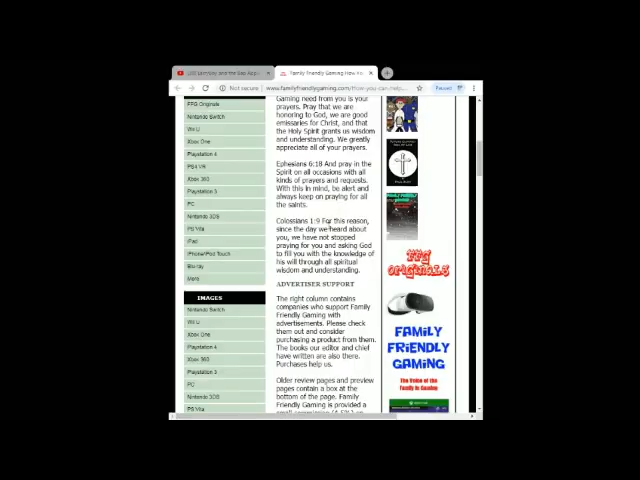 Family Friendly Gaming How
Not secure
www.familyfriendlygaming.com/
Paused
FFG Originals
Nintendo Switch
Wii U
Xbox One
Playstation 4
Xbox 360
Playstation 3
PC
Nintendo 3DS
PS Vita
iPad
iPhone/iPod Touch
Blu-ray
More
IMAGES
Nintendo Switch
Wii U
Xbox One
Playstation 4
Xbox 360
Playstation 3
PC
Nintendo 3DS
PS Vita
Gaming need from you is your
prayers. Pray that we are
honoring to God, we are good
emissaries for Christ, and that
the Holy Spirit grants us wisdom
and understanding. We greatly
appreciate all of your prayers.
Ephesians 6:18 And pray in the
Spirit on all occasions with all
kinds of prayers and requests.
With this in mind, be alert and
always keep on praying for all
the saints.
Colossians 1:9 For this reason,
since the day we heard about
you, we have not stopped
praying for you and asking God
to fill you with the knowledge of
his will through all spiritual
wisdom and understanding.
ADVERTISER SUPPORT
The right column contains
companies who support Family
Friendly Gaming with
advertisements. Please check
them out and consider
purchasing a product from them.
The books our editor and chief
have written are also there.
Purchases help us.
Older review pages and preview
pages contain a box at the
bottom of the page. Family
Friendly Gaming is provided a
FFG
ORIGINALS
FAMILY
FRIENDLY
GAMING
The Voice of the
Family in Gaming